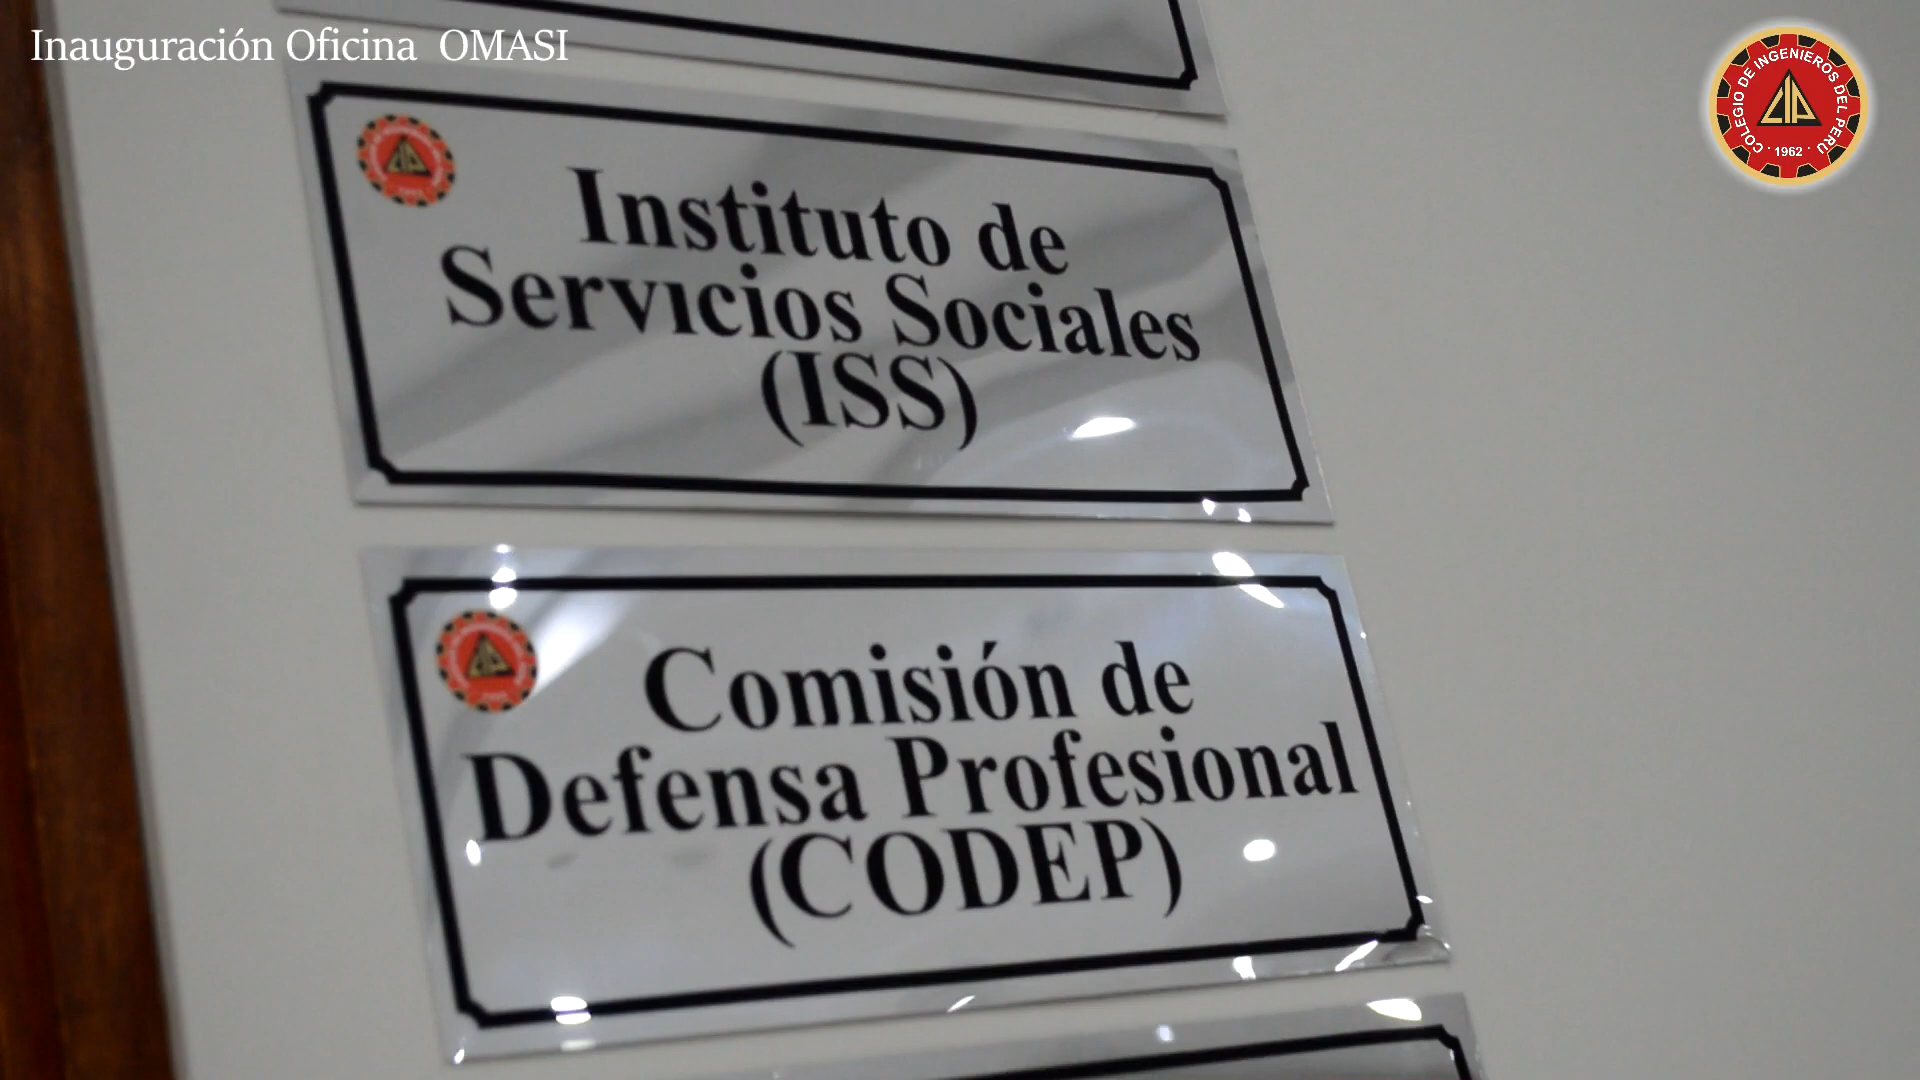 Inauguración Oficina OMASI
COLEGIO DE INGENIEROS DEL PERU
CIP
· 1962 ·
Instituto de
Servicios Sociales
(ISS)
Comisión de
Defensa Profesional
(CODEP)